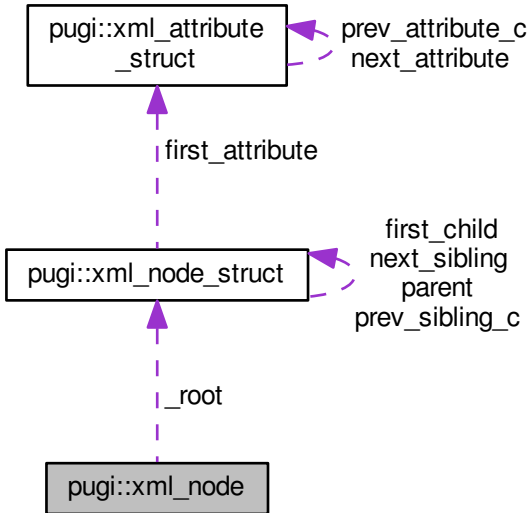 pugi::xml_attribute
_struct
prev_attribute_c
next_attribute
first_attribute
pugi::xml_node_struct
first_child
next_sibling
parent
prev_sibling_c
_root
pugi::xml_node